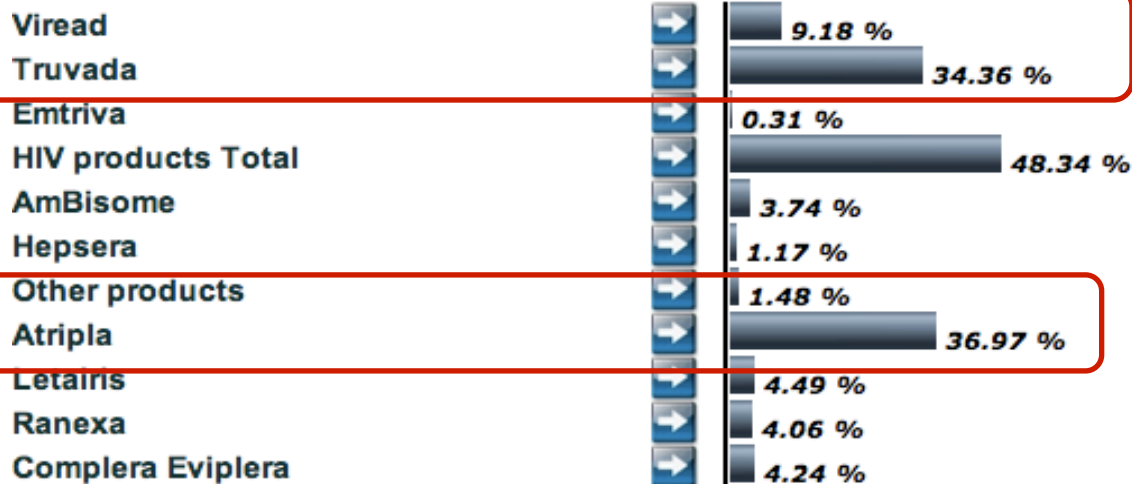 Viread 9.18 %
Truvada 34.36 %
Emtriva 0.31 %
HIV products Total 48.34 %
AmBisome 3.74 %
Hepsera 1.17 %
Other products 1.48 %
Atripla 36.97 %
Letairis 4.49 %
Ranexa 4.06 %
Complera Eviplera 4.24 %